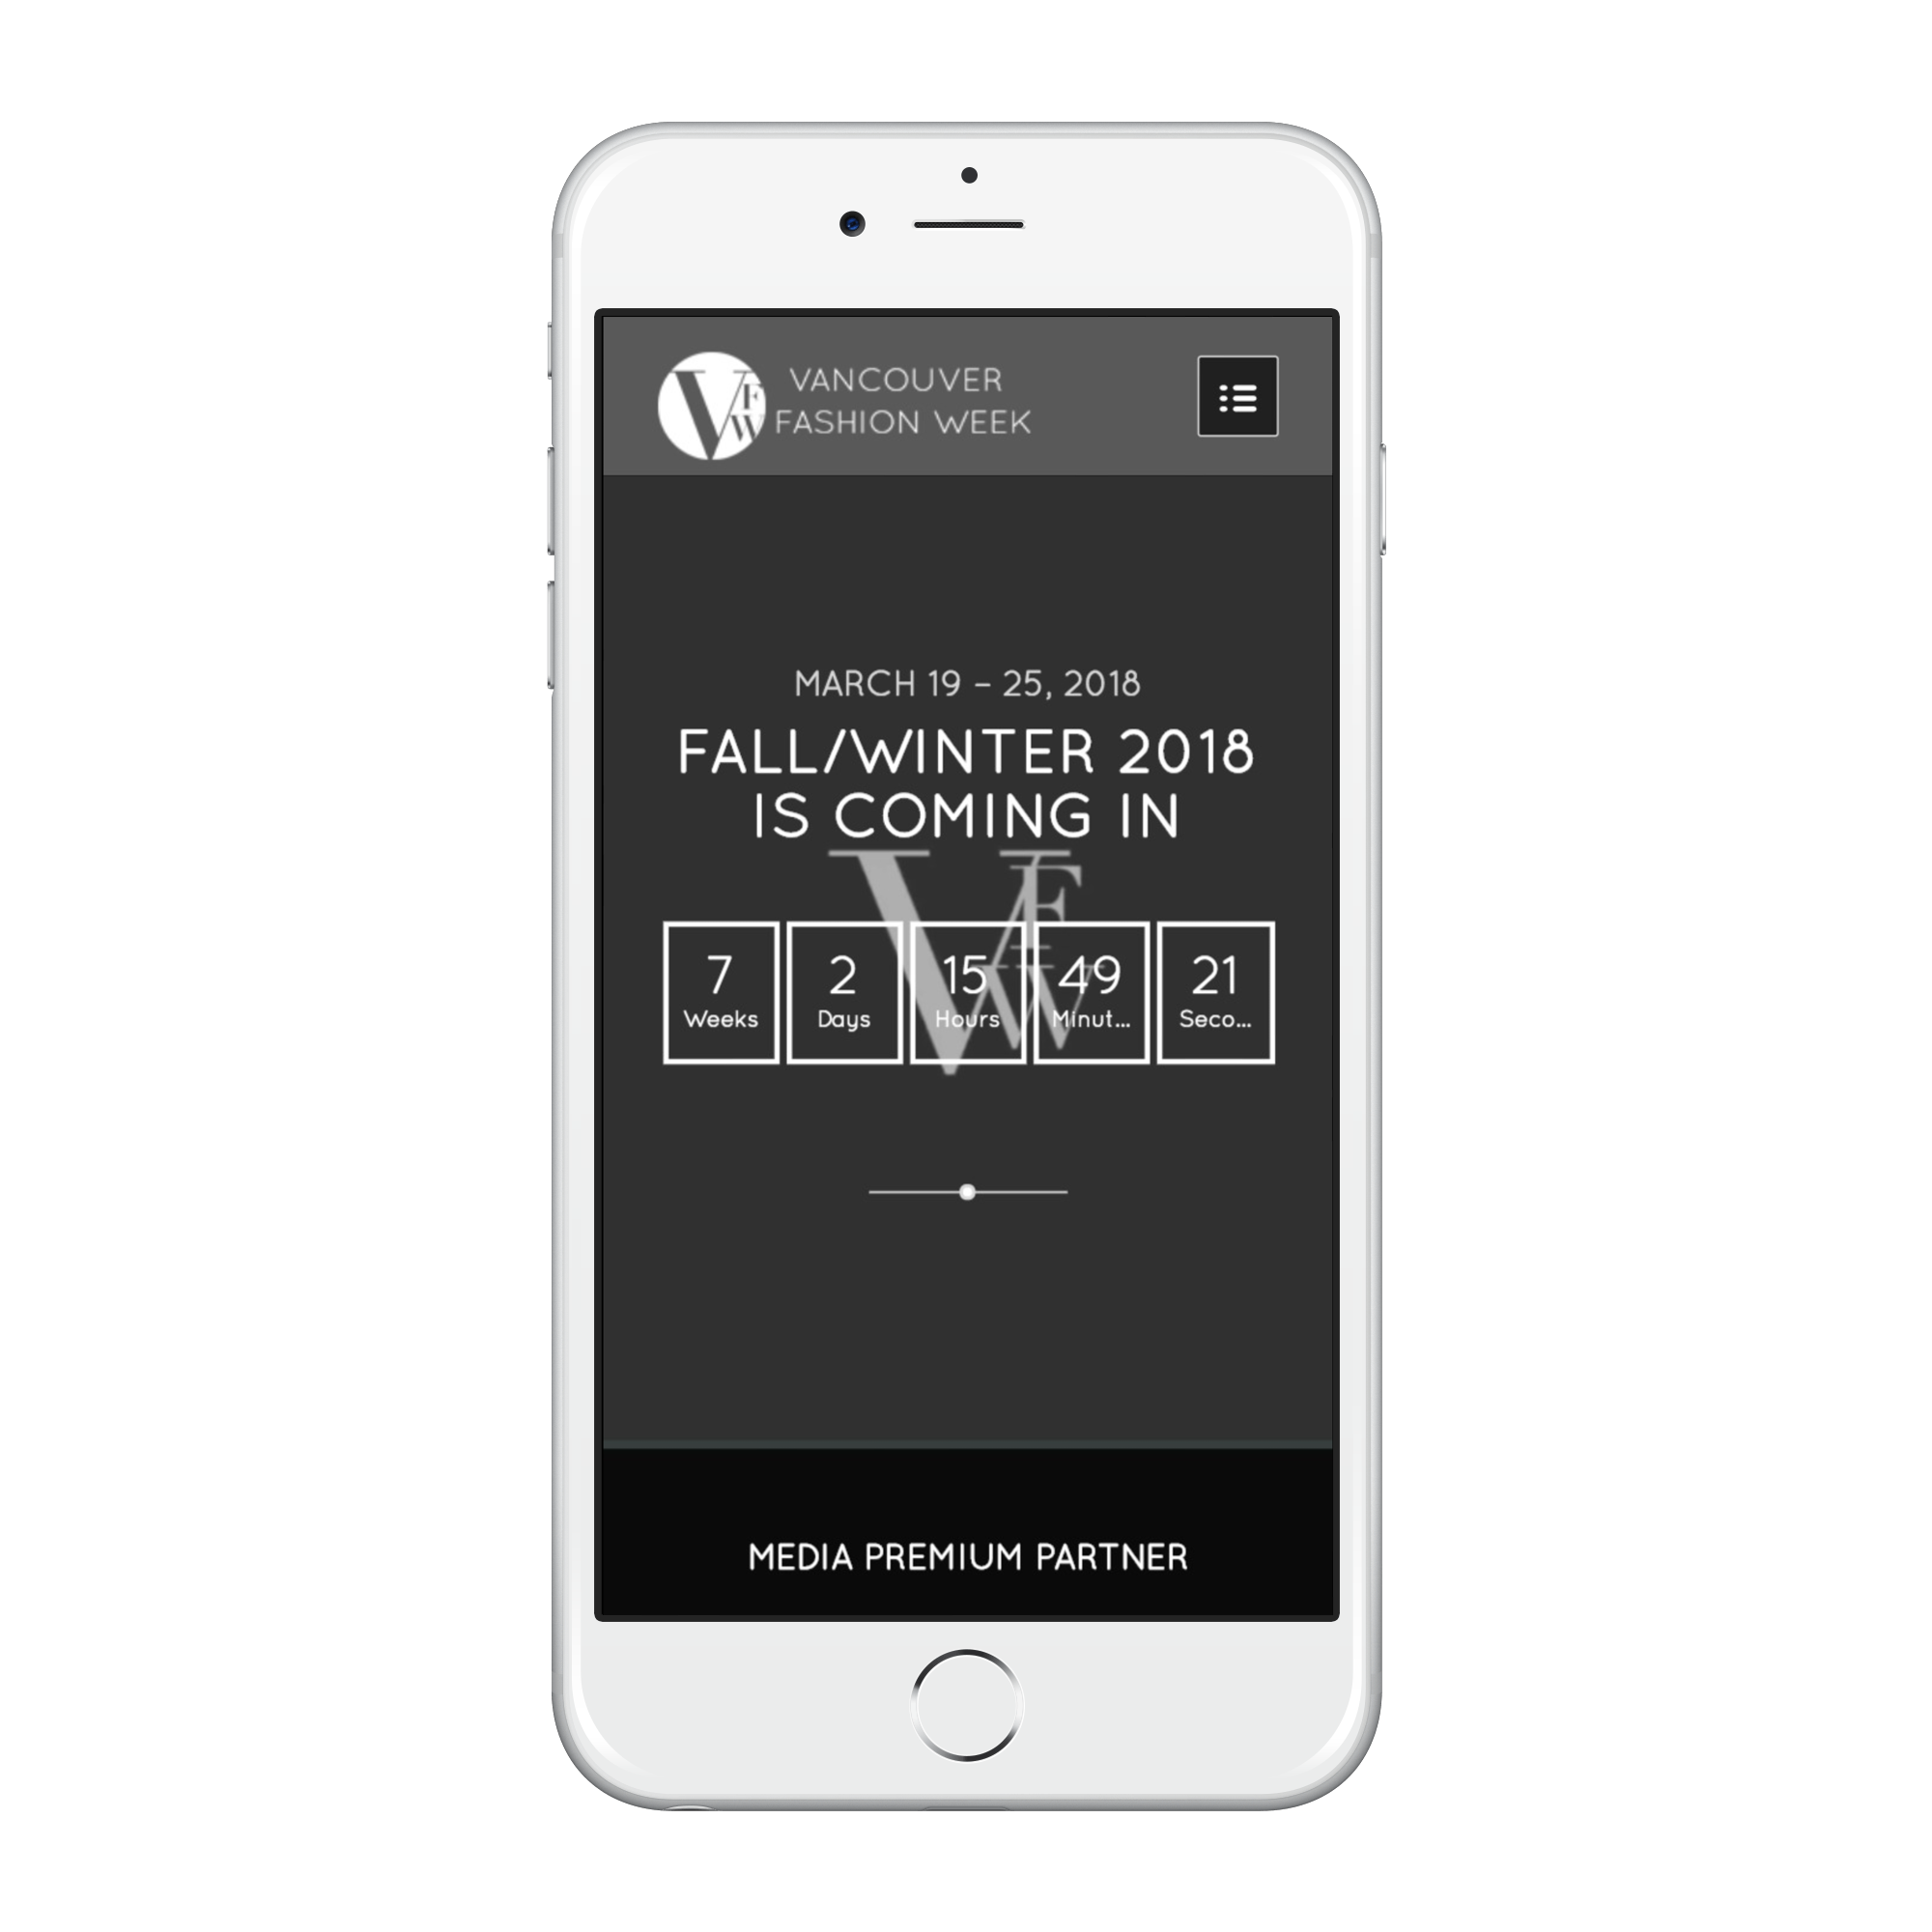 VFW
VANCOUVER
FASHION WEEK
MARCH 19 – 25, 2018
FALL/WINTER 2018
IS COMING IN
VFW
7 2 15 49 21
Weeks Days Hours Minut... Seco...
MEDIA PREMIUM PARTNER